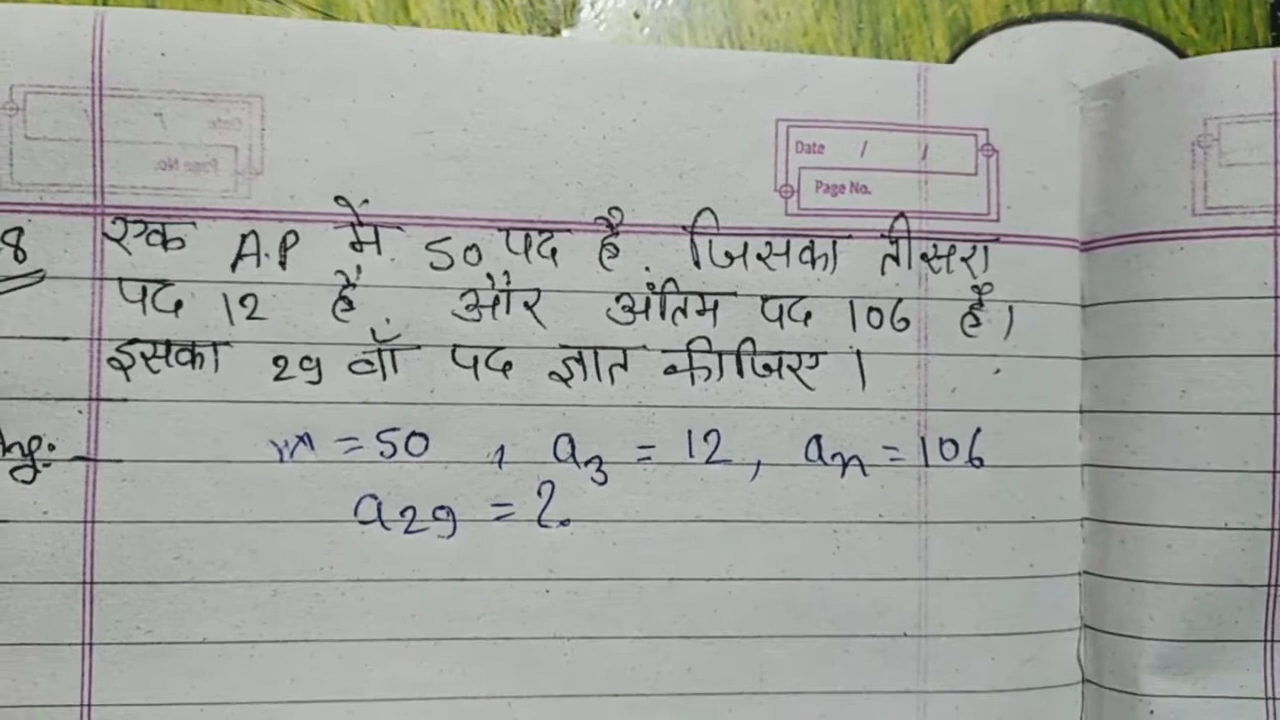 Date / /
Page No.
8 एक A.P में 50 पद है. जिसका तीसरा
पद 12 है. और अंतिम पद 106 है।
इसका 29 वाँ पद ज्ञात कीजिए।
n = 50, a3 = 12, an = 106
a29 = ?